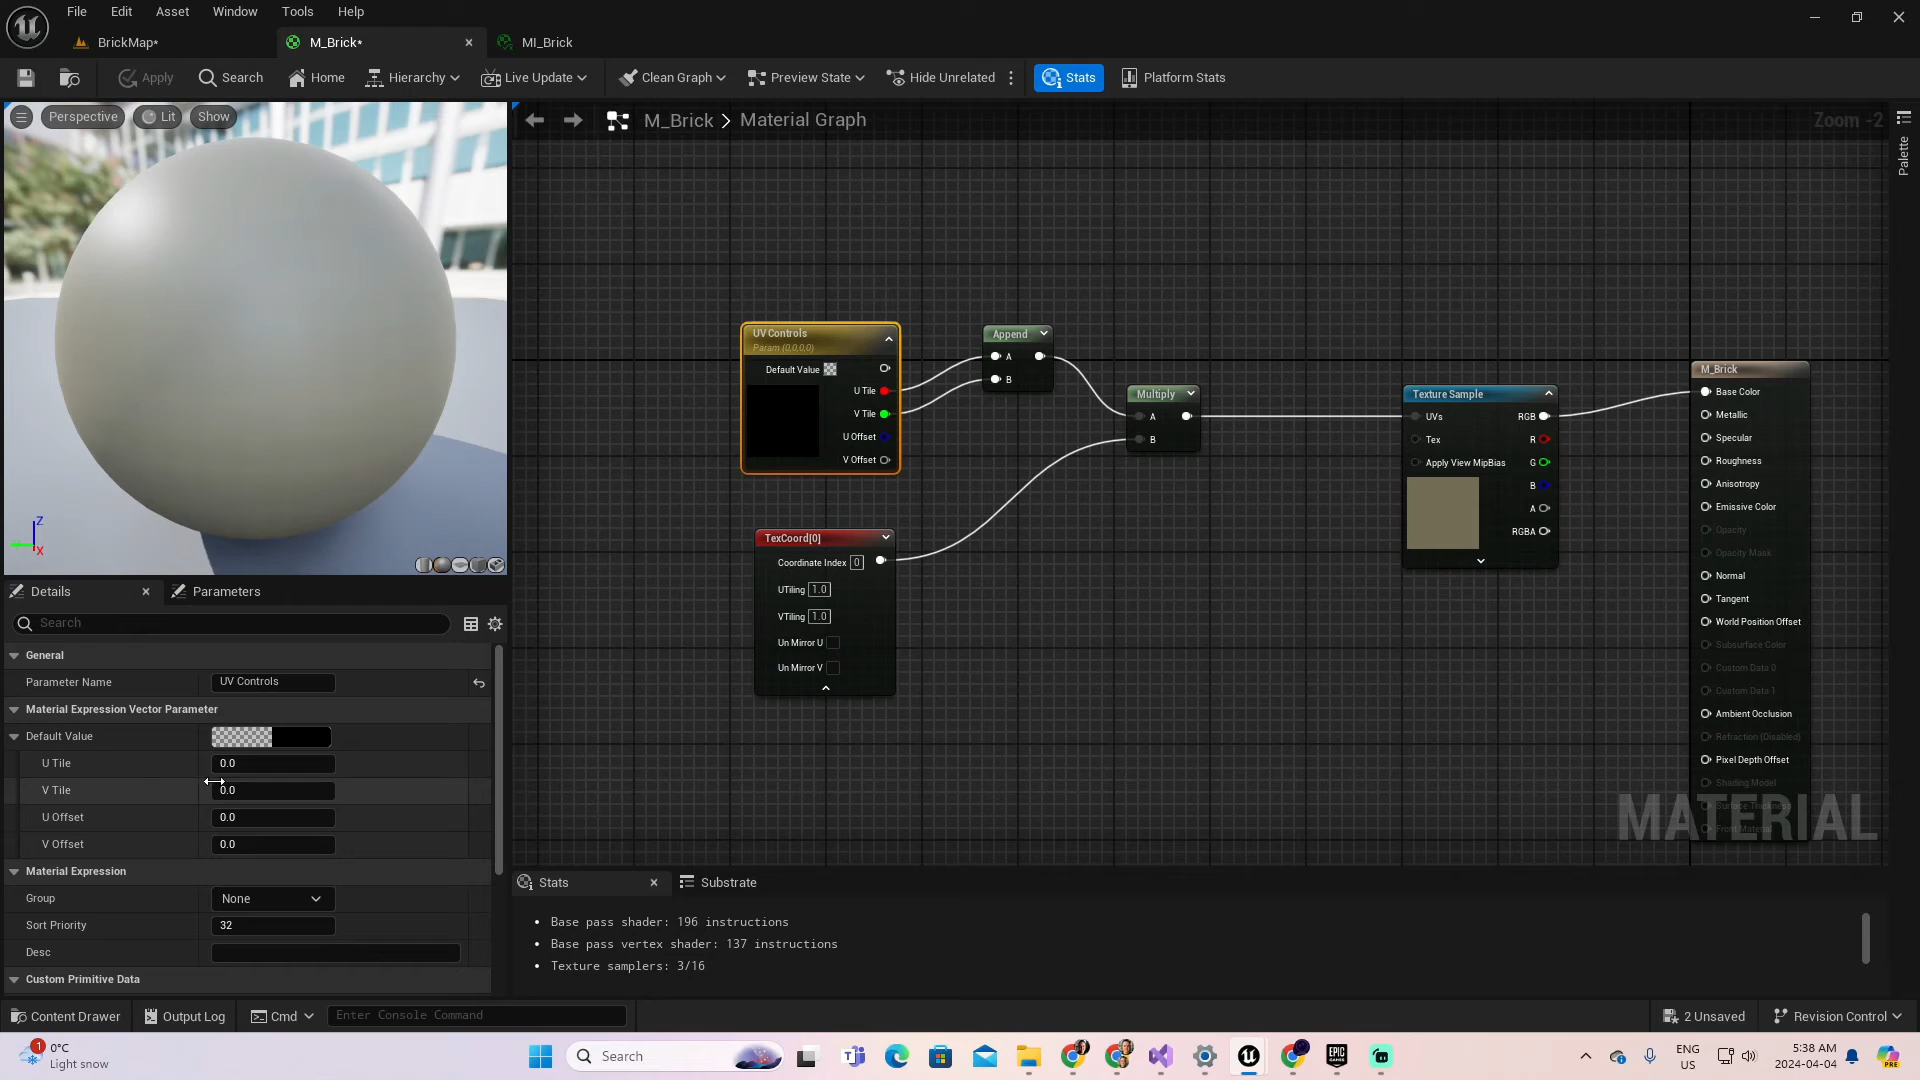 File Edit Asset Window Tools Help
BrickMap* M_Brick* MI_Brick
Apply Search Home Hierarchy Live Update Clean Graph Preview State Hide Unrelated Stats Platform Stats
Perspective Lit Show
M_Brick > Material Graph
Zoom -2
Palette
UV Controls
Param (0,0,0,0)
Default Value
U Tile
V Tile
U Offset
V Offset
Append
A
B
Multiply
A
B
TexCoord[0]
Coordinate Index 0
UTiling 1.0
VTiling 1.0
Un Mirror U
Un Mirror V
Texture Sample
UVs RGB
Tex R
Apply View MipBias G
B
A
RGBA
M_Brick
Base Color
Metallic
Specular
Roughness
Anisotropy
Emissive Color
Opacity
Opacity Mask
Normal
Tangent
World Position Offset
Subsurface Color
Custom Data 0
Custom Data 1
Ambient Occlusion
Refraction (Disabled)
Pixel Depth Offset
Shading Model
Surface Thickness
Front Material
MATERIAL
Z
X
Details Parameters
Search
General
Parameter Name UV Controls
Material Expression Vector Parameter
Default Value
U Tile 0.0
V Tile 0.0
U Offset 0.0
V Offset 0.0
Material Expression
Group None
Sort Priority 32
Desc
Custom Primitive Data
Stats Substrate
Base pass shader: 196 instructions
Base pass vertex shader: 137 instructions
Texture samplers: 3/16
Content Drawer Output Log Cmd Enter Console Command 2 Unsaved Revision Control
1
0°C
Light snow
Search
EPIC GAMES
ENG
US
5:38 AM
2024-04-04
PRE